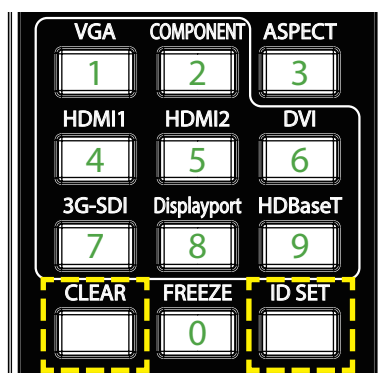 VGA COMPONENT ASPECT
1 2 3
HDMI1 HDMI2 DVI
4 5 6
3G-SDI Displayport HDBaseT
7 8 9
CLEAR FREEZE ID SET
0